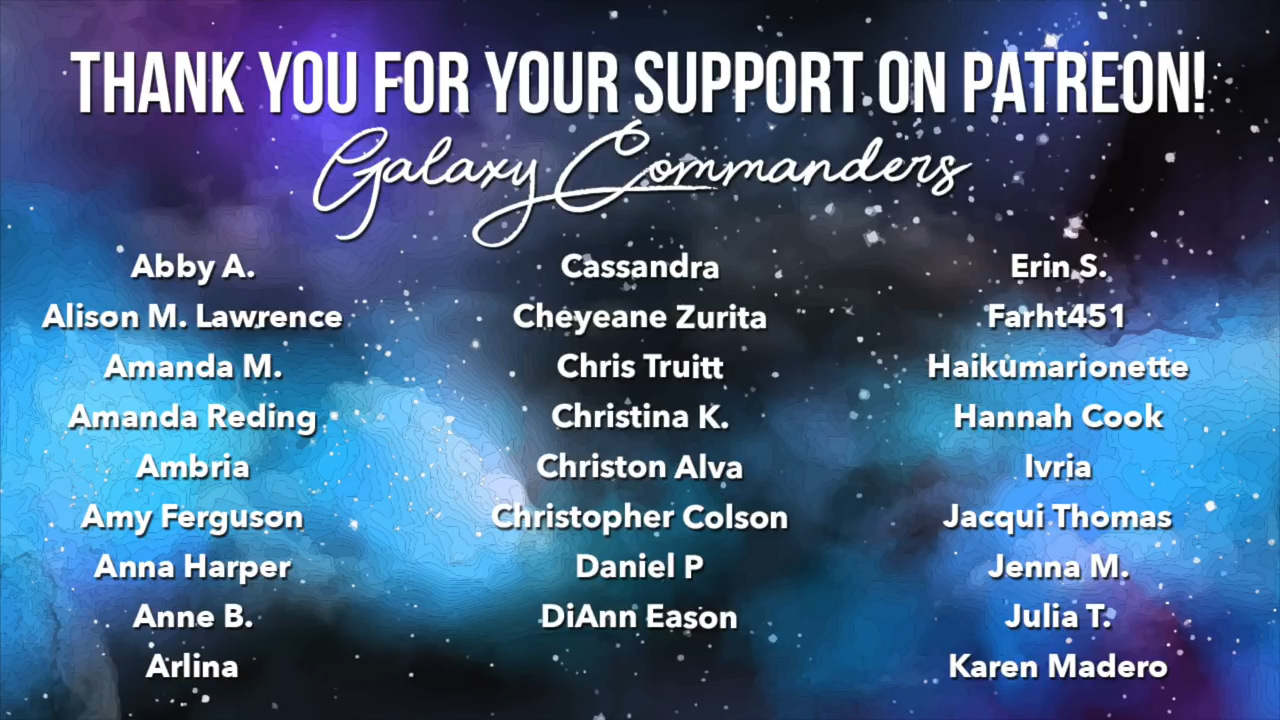 THANK YOU FOR YOUR SUPPORT ON PATREON!
Galaxy Commanders
Abby A.
Alison M. Lawrence
Amanda M.
Amanda Reding
Ambria
Amy Ferguson
Anna Harper
Anne B.
Arlina
Cassandra
Cheyeane Zurita
Chris Truitt
Christina K.
Christon Alva
Christopher Colson
Daniel P
DiAnn Eason
Erin S.
Farht451
Haikumarionette
Hannah Cook
Ivria
Jacqui Thomas
Jenna M.
Julia T.
Karen Madero